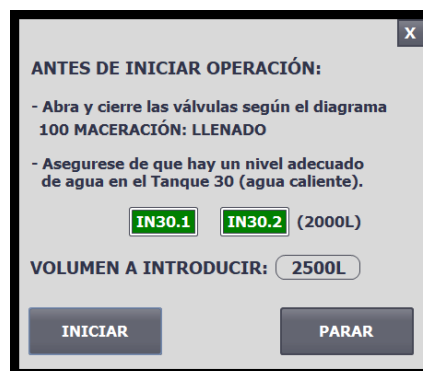 X
ANTES DE INICIAR OPERACIÓN:
- Abra y cierre las válvulas según el diagrama
100 MACERACIÓN: LLENADO
- Asegurese de que hay un nivel adecuado
de agua en el Tanque 30 (agua caliente).
IN30.1 IN30.2 (2000L)
VOLUMEN A INTRODUCIR: 2500L
INICIAR PARAR